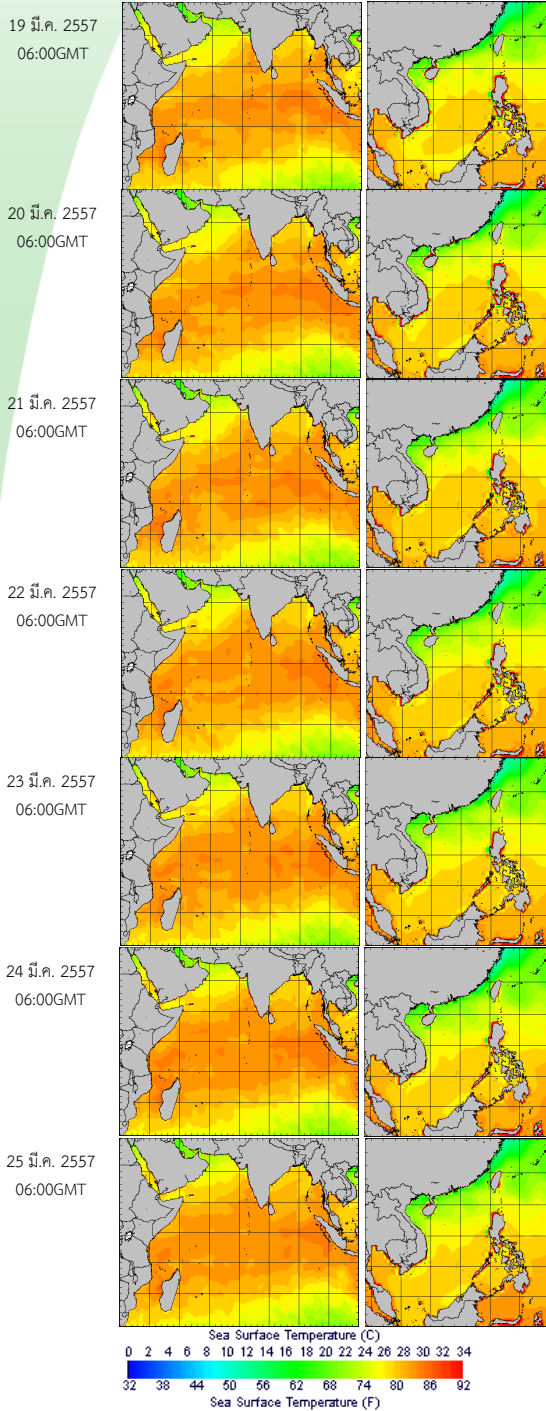 19 มี.ค. 2557
06:00GMT
20 มี.ค. 2557
06:00GMT
21 มี.ค. 2557
06:00GMT
22 มี.ค. 2557
06:00GMT
23 มี.ค. 2557
06:00GMT
24 มี.ค. 2557
06:00GMT
25 มี.ค. 2557
06:00GMT
Sea Surface Temperature (C)
0 2 4 6 8 10 12 14 16 18 20 22 24 26 28 30 32 34
32 38 44 50 56 62 68 74 80 86 92
Sea Surface Temperature (F)